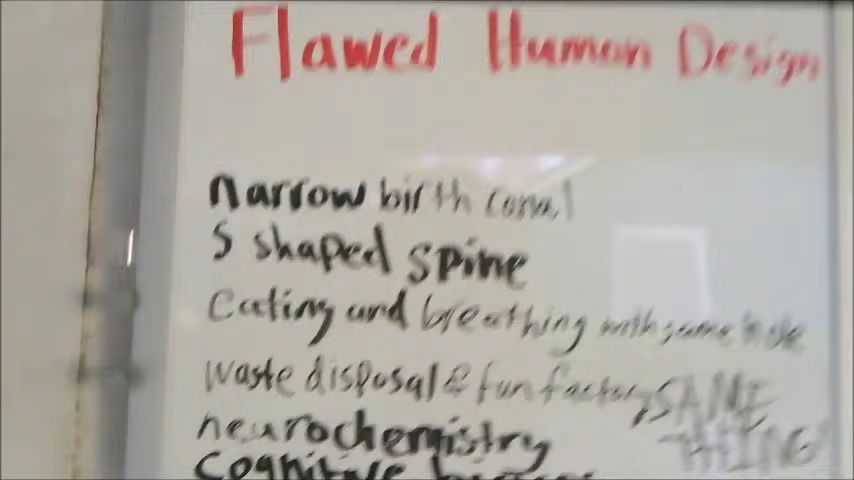 Flawed Human Design
narrow birth canal
S shaped spine
Eating and breathing with same hole
waste disposal & fun factory SAME
THING!
neurochemistry
cognitive